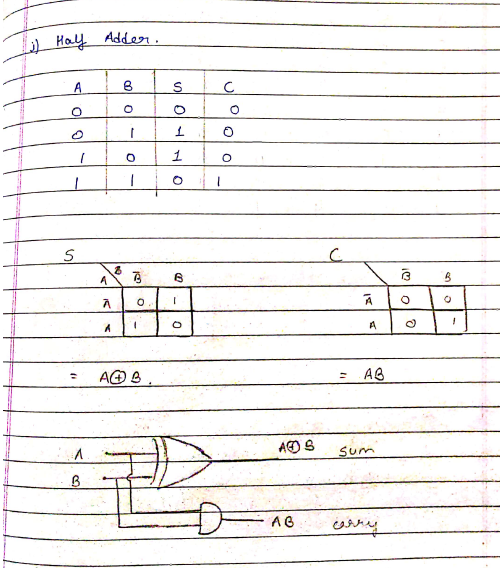 i) Half Adder.
A B S C
0 0 0 0
0 1 1 0
1 0 1 0
1 1 0 1
S C
B B̅ B B̅ B
A
A̅ 0 1 A̅ 0 0
A 1 0 A 0 1
= A⊕B. = AB
A A⊕B sum
B
AB carry